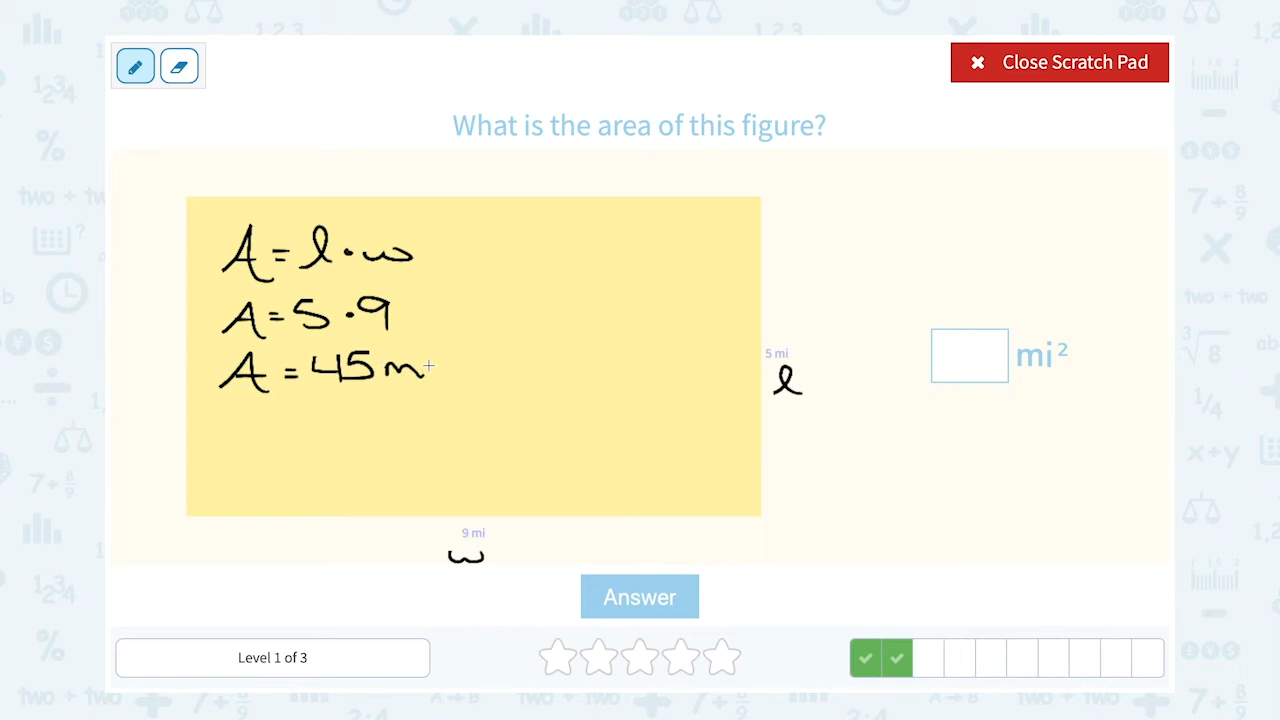 Close Scratch Pad
What is the area of this figure?
A = l · w
A = 5 · 9
A = 45 m
5 mi
l
mi²
9 mi
w
Answer
Level 1 of 3